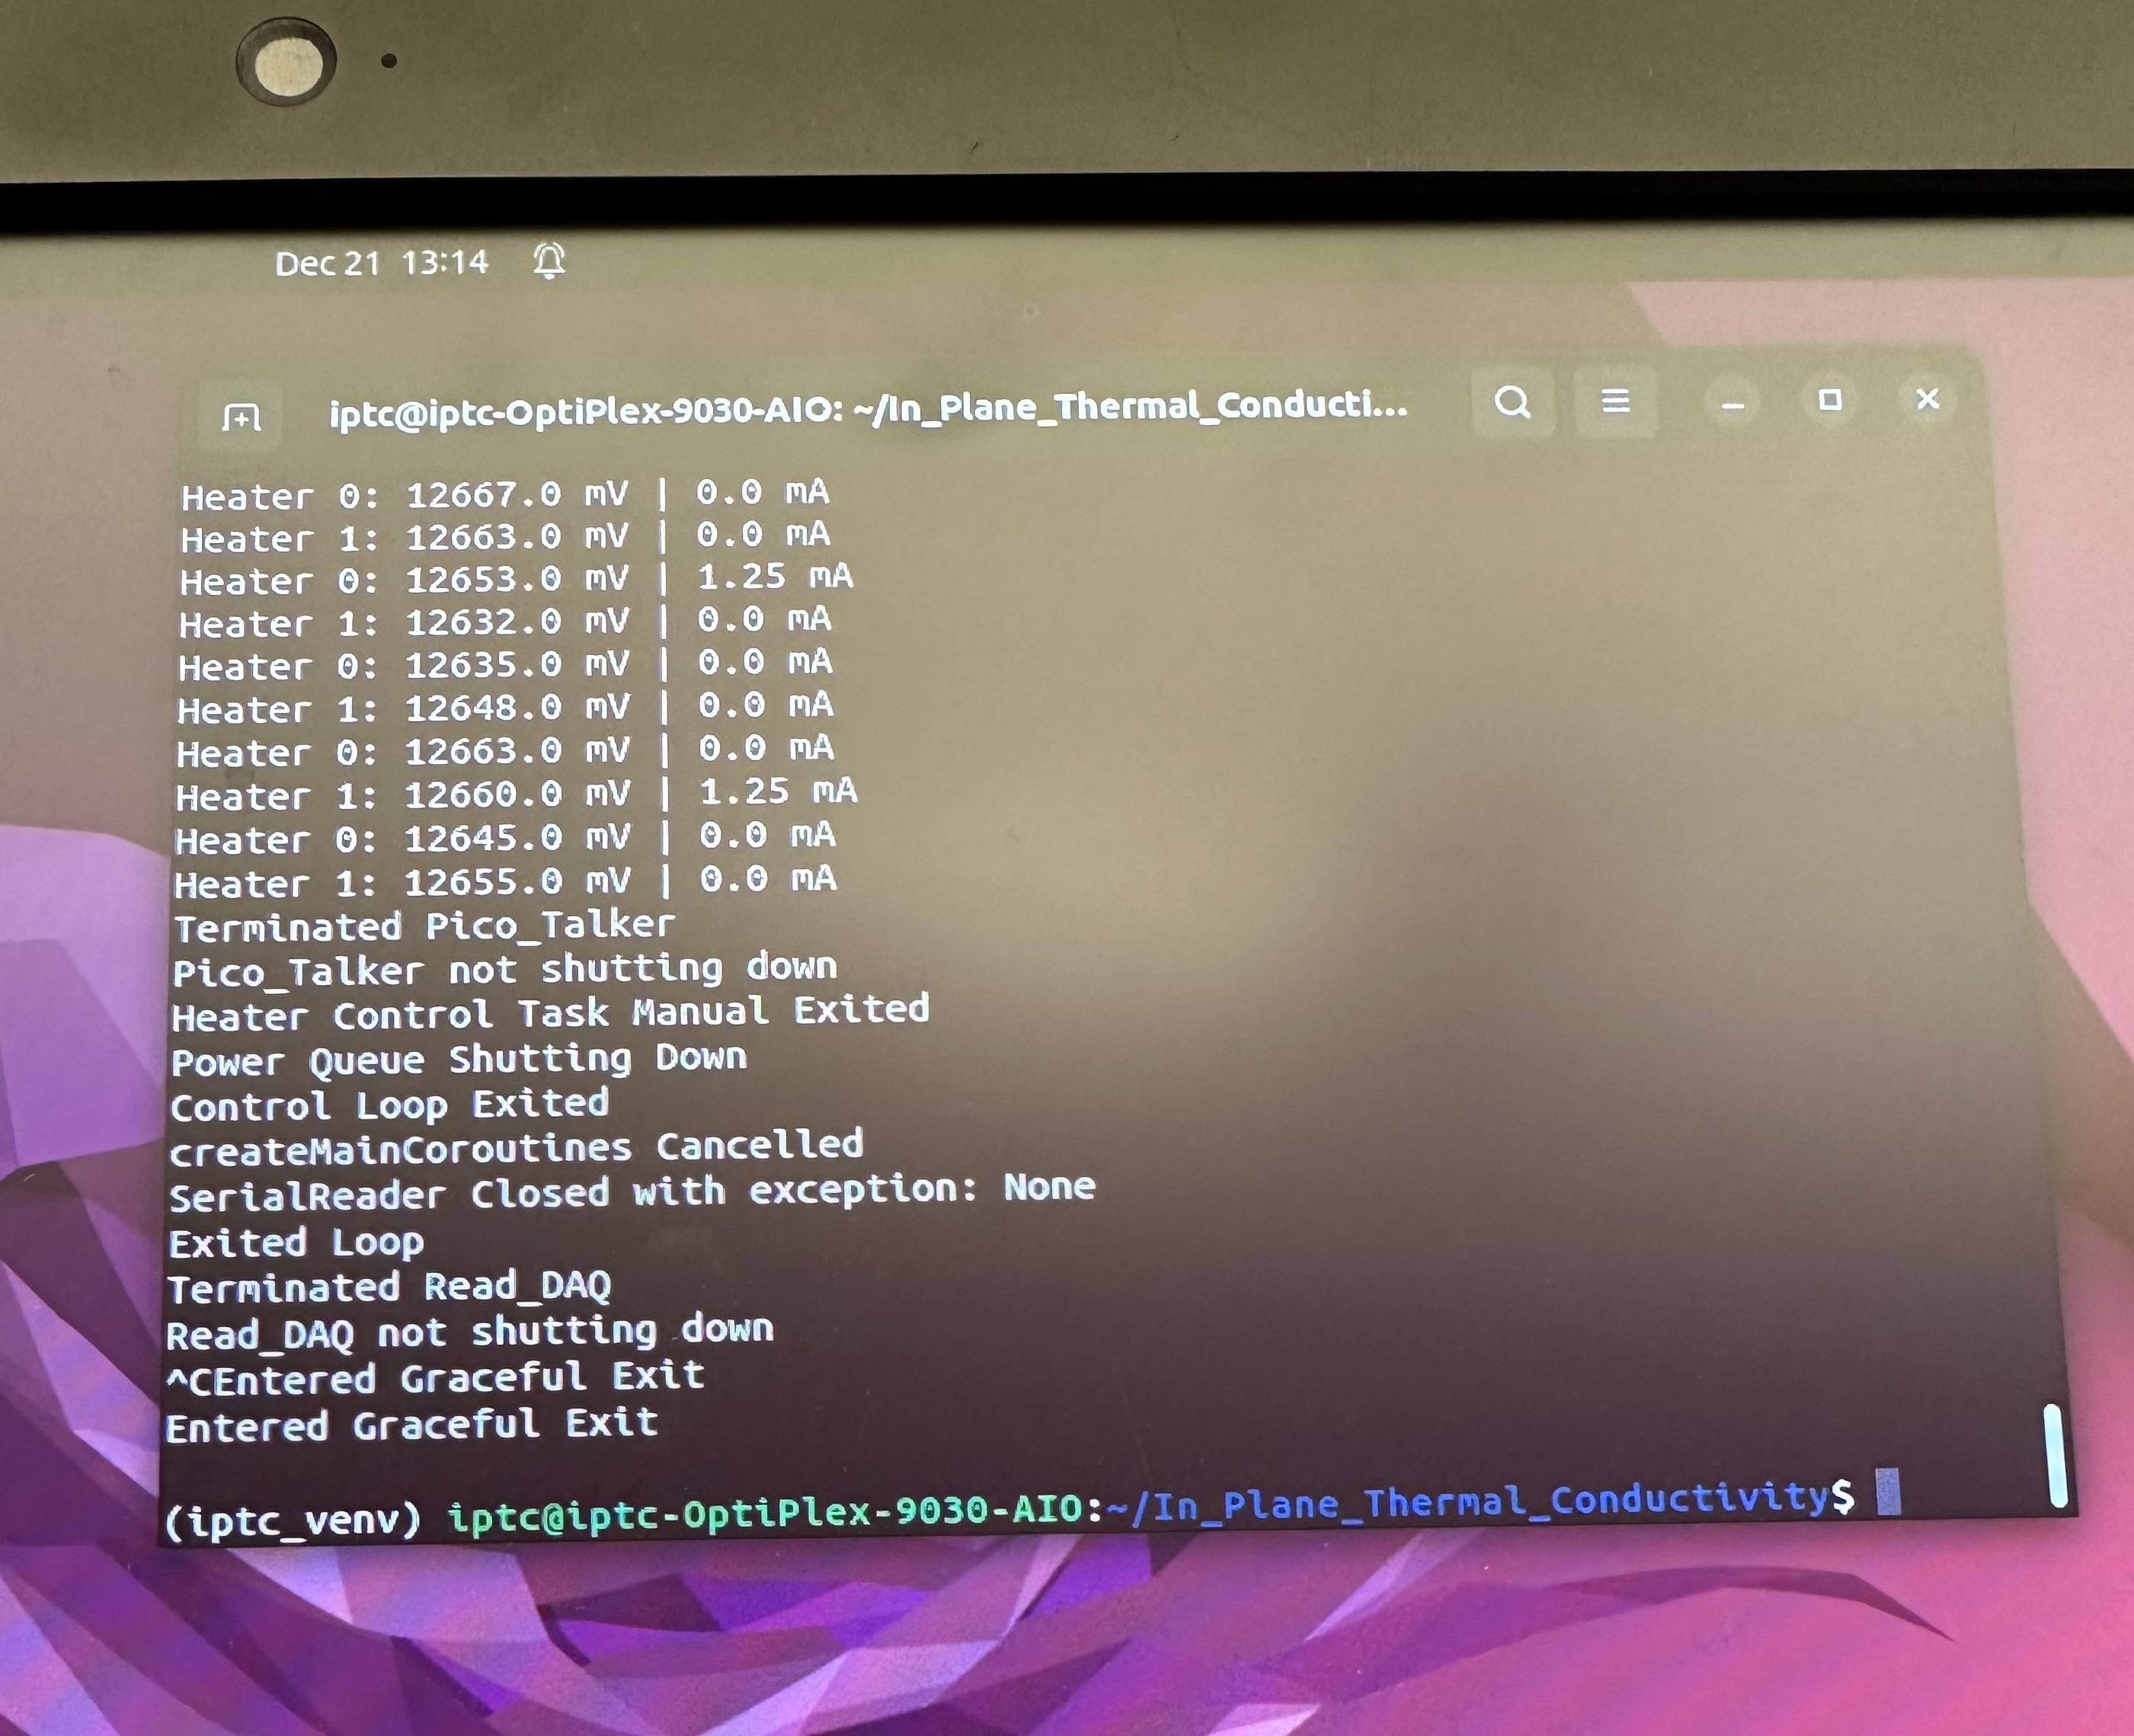 Dec 21 13:14
iptc@iptc-OptiPlex-9030-AIO: ~/In_Plane_Thermal_Conducti...
Heater 0: 12667.0 mV | 0.0 mA
Heater 1: 12663.0 mV | 0.0 mA
Heater 0: 12653.0 mV | 1.25 mA
Heater 1: 12632.0 mV | 0.0 mA
Heater 0: 12635.0 mV | 0.0 mA
Heater 1: 12648.0 mV | 0.0 mA
Heater 0: 12663.0 mV | 0.0 mA
Heater 1: 12660.0 mV | 1.25 mA
Heater 0: 12645.0 mV | 0.0 mA
Heater 1: 12655.0 mV | 0.0 mA
Terminated Pico_Talker
Pico_Talker not shutting down
Heater Control Task Manual Exited
Power Queue Shutting Down
Control Loop Exited
createMainCoroutines Cancelled
SerialReader Closed with exception: None
Exited Loop
Terminated Read_DAQ
Read_DAQ not shutting down
^CEntered Graceful Exit
Entered Graceful Exit
(iptc_venv) iptc@iptc-OptiPlex-9030-AIO:~/In_Plane_Thermal_Conductivity$